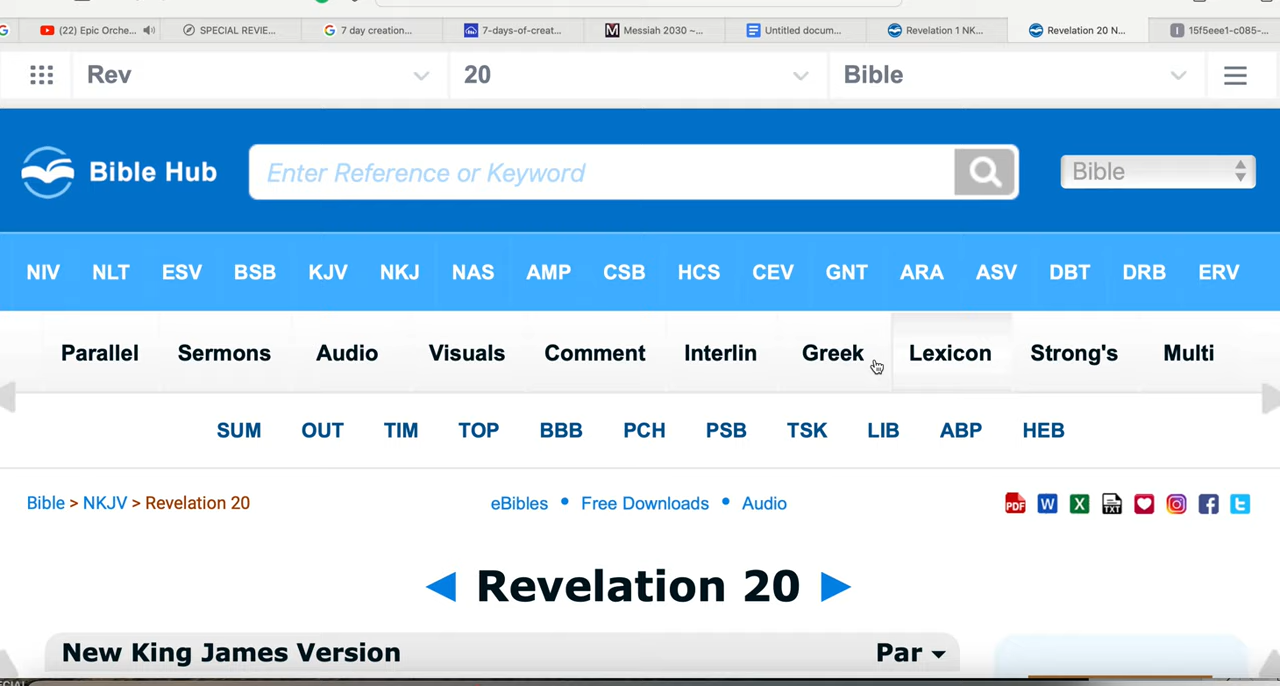 (22) Epic Orche... SPECIAL REVIE... 7 day creation... 7-days-of-creat... Messiah 2030 ~... Untitled docum... Revelation 1 NK... Revelation 20 N... 15f5eee1-c085-...
Rev 20 Bible
Bible Hub Enter Reference or Keyword Bible
NIV NLT ESV BSB KJV NKJ NAS AMP CSB HCS CEV GNT ARA ASV DBT DRB ERV
Parallel Sermons Audio Visuals Comment Interlin Greek Lexicon Strong's Multi
SUM OUT TIM TOP BBB PCH PSB TSK LIB ABP HEB
Bible > NKJV > Revelation 20 eBibles • Free Downloads • Audio PDF W X TXT
◄ Revelation 20 ►
New King James Version Par